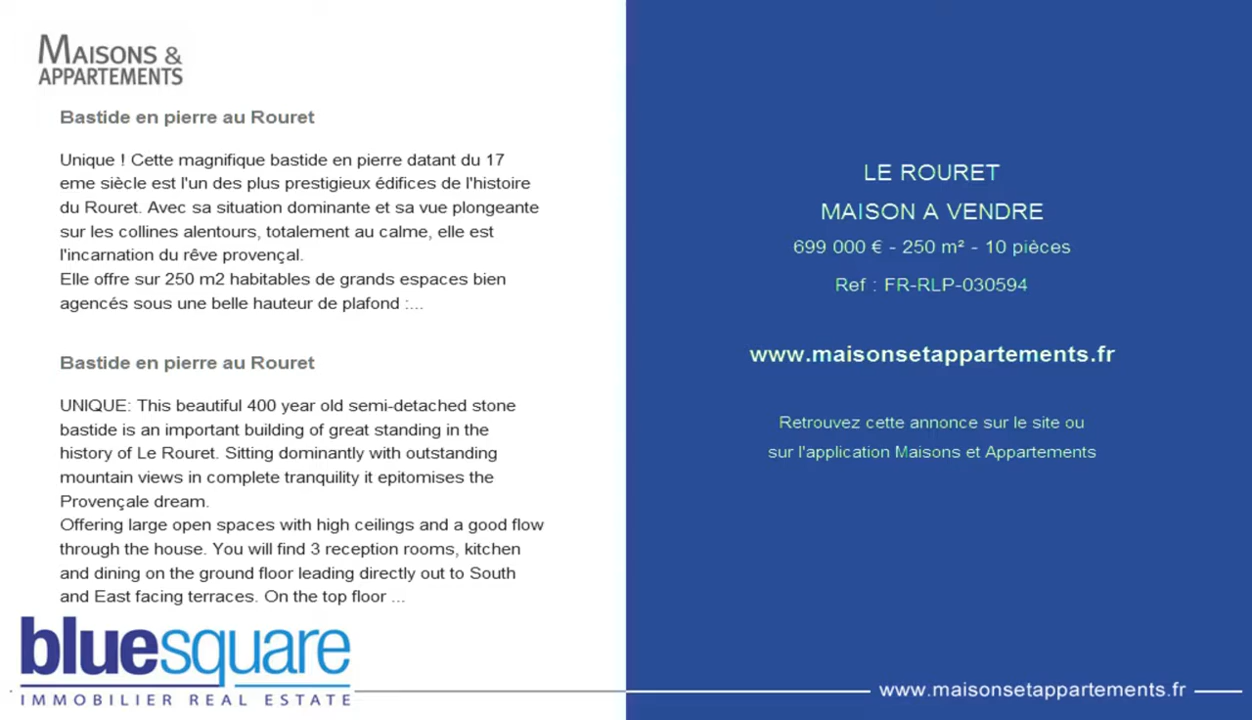 MAISONS &
APPARTEMENTS
Bastide en pierre au Rouret
Unique ! Cette magnifique bastide en pierre datant du 17
eme siècle est l'un des plus prestigieux édifices de l'histoire
du Rouret. Avec sa situation dominante et sa vue plongeante
sur les collines alentours, totalement au calme, elle est
l'incarnation du rêve provençal.
Elle offre sur 250 m2 habitables de grands espaces bien
agencés sous une belle hauteur de plafond :...
Bastide en pierre au Rouret
UNIQUE: This beautiful 400 year old semi-detached stone
bastide is an important building of great standing in the
history of Le Rouret. Sitting dominantly with outstanding
mountain views in complete tranquility it epitomises the
Provençale dream.
Offering large open spaces with high ceilings and a good flow
through the house. You will find 3 reception rooms, kitchen
and dining on the ground floor leading directly out to South
and East facing terraces. On the top floor ...
bluesquare
IMMOBILIER REAL ESTATE
LE ROURET
MAISON A VENDRE
699 000 € - 250 m² - 10 pièces
Ref : FR-RLP-030594
www.maisonsetappartements.fr
Retrouvez cette annonce sur le site ou
sur l'application Maisons et Appartements
www.maisonsetappartements.fr